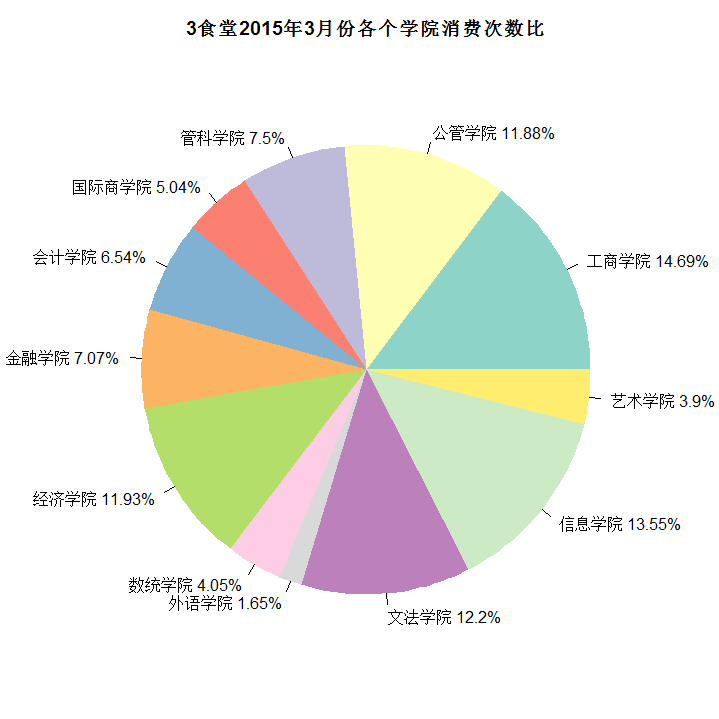 3食堂2015年3月份各个学院消费次数比
公管学院 11.88%
管科学院 7.5%
国际商学院 5.04%
工商学院 14.69%
会计学院 6.54%
金融学院 7.07%
艺术学院 3.9%
经济学院 11.93%
信息学院 13.55%
数统学院 4.05%
外语学院 1.65%
文法学院 12.2%